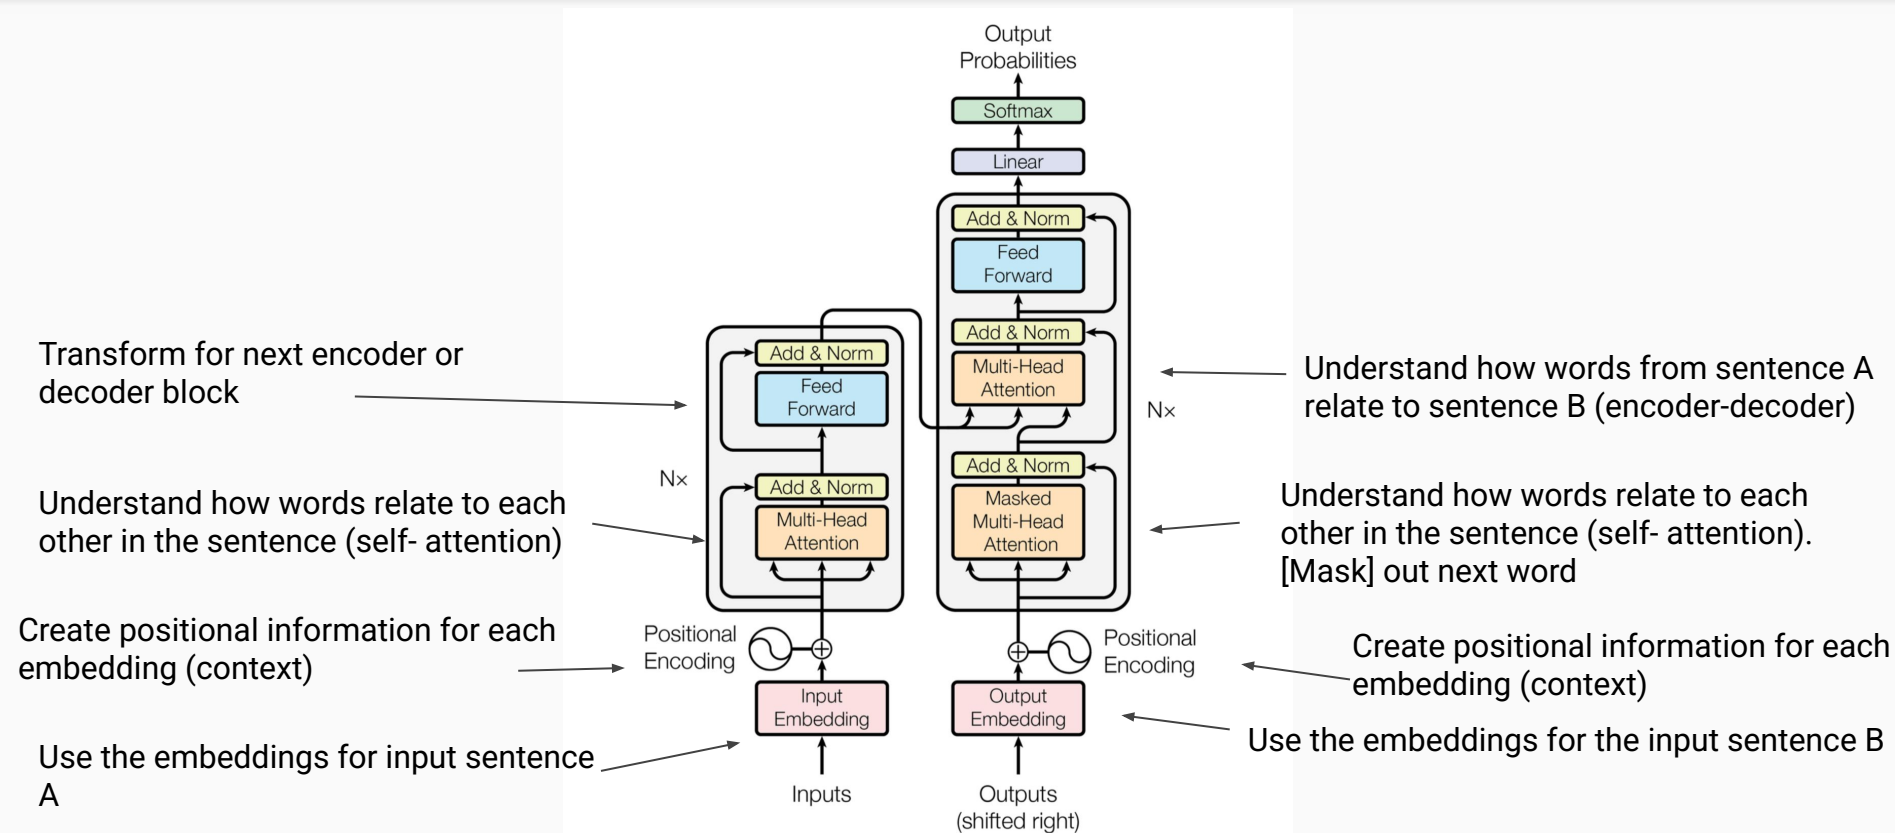 Output
Probabilities
Softmax
Linear
Add & Norm
Feed
Forward
Add & Norm
Multi-Head
Attention
Add & Norm
Masked
Multi-Head
Attention
Nx
Positional
Encoding
Output
Embedding
Outputs
(shifted right)
Add & Norm
Feed
Forward
Add & Norm
Multi-Head
Attention
Nx
Positional
Encoding
Input
Embedding
Inputs
Transform for next encoder or
decoder block
Understand how words relate to each
other in the sentence (self- attention)
Create positional information for each
embedding (context)
Use the embeddings for input sentence
A
Understand how words from sentence A
relate to sentence B (encoder-decoder)
Understand how words relate to each
other in the sentence (self- attention).
[Mask] out next word
Create positional information for each
embedding (context)
Use the embeddings for the input sentence B